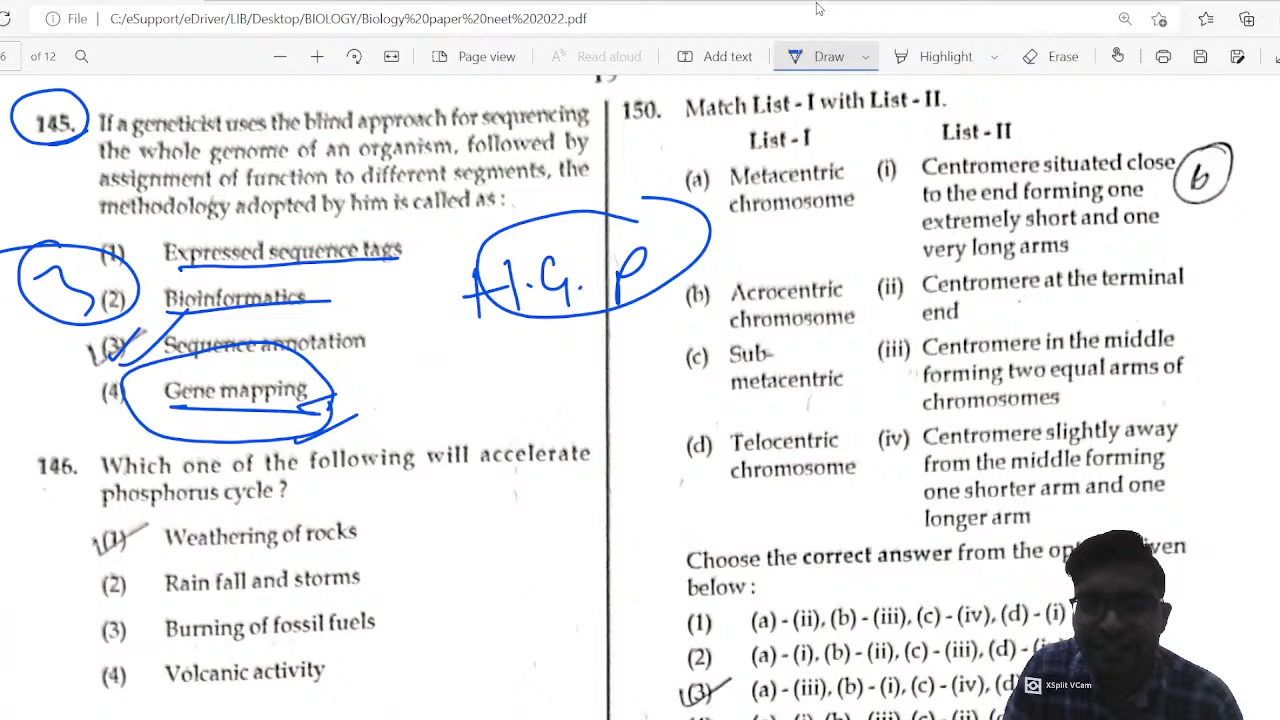 File
C:/eSupport/eDriver/LIB/Desktop/BIOLOGY/Biology%20paper%20neet%202022.pdf
6 of 12
Page view
Read aloud
Add text
Draw
Highlight
Erase
145. If a geneticist uses the blind approach for sequencing
the whole genome of an organism, followed by
assignment of function to different segments, the
methodology adopted by him is called as :
(1) Expressed sequence tags
(2) Bioinformatics
(3) Sequence annotation
(4) Gene mapping
3
H.G.P
146. Which one of the following will accelerate
phosphorus cycle ?
(1) Weathering of rocks
(2) Rain fall and storms
(3) Burning of fossil fuels
(4) Volcanic activity
150. Match List - I with List - II.
List - I List - II
(a) Metacentric (i) Centromere situated close
chromosome to the end forming one
extremely short and one
very long arms
b
(b) Acrocentric (ii) Centromere at the terminal
chromosome end
(c) Sub- (iii) Centromere in the middle
metacentric forming two equal arms of
chromosomes
(d) Telocentric (iv) Centromere slightly away
chromosome from the middle forming
one shorter arm and one
longer arm
Choose the correct answer from the
below :
(1) (a) - (ii), (b) - (iii), (c) - (iv), (d) - (i)
(2) (a) - (i), (b) - (ii), (c) - (iii), (d) -
(3) (a) - (iii), (b) - (i), (c) - (iv), (d
XSplit VCam